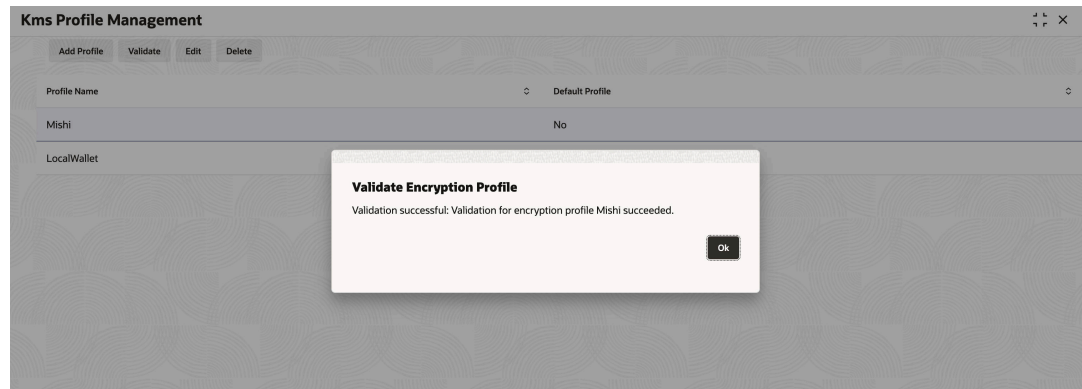 Kms Profile Management
Add Profile Validate Edit Delete
Profile Name Default Profile
Mishi No
LocalWallet
Validate Encryption Profile
Validation successful: Validation for encryption profile Mishi succeeded.
Ok